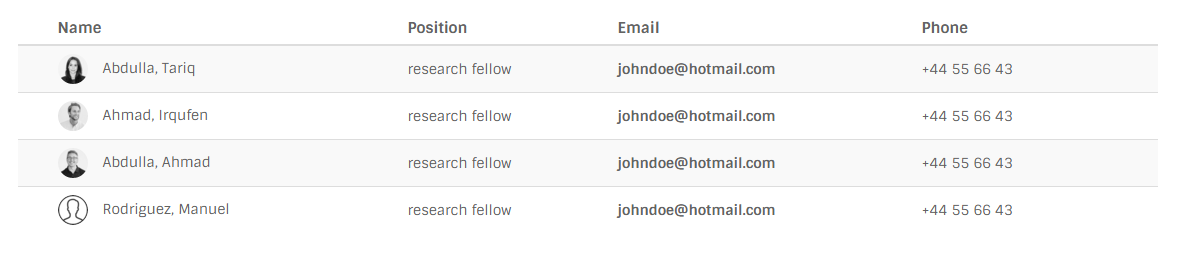 Name Position Email Phone
Abdulla, Tariq research fellow johndoe@hotmail.com +44 55 66 43
Ahmad, Irqufen research fellow johndoe@hotmail.com +44 55 66 43
Abdulla, Ahmad research fellow johndoe@hotmail.com +44 55 66 43
Rodriguez, Manuel research fellow johndoe@hotmail.com +44 55 66 43